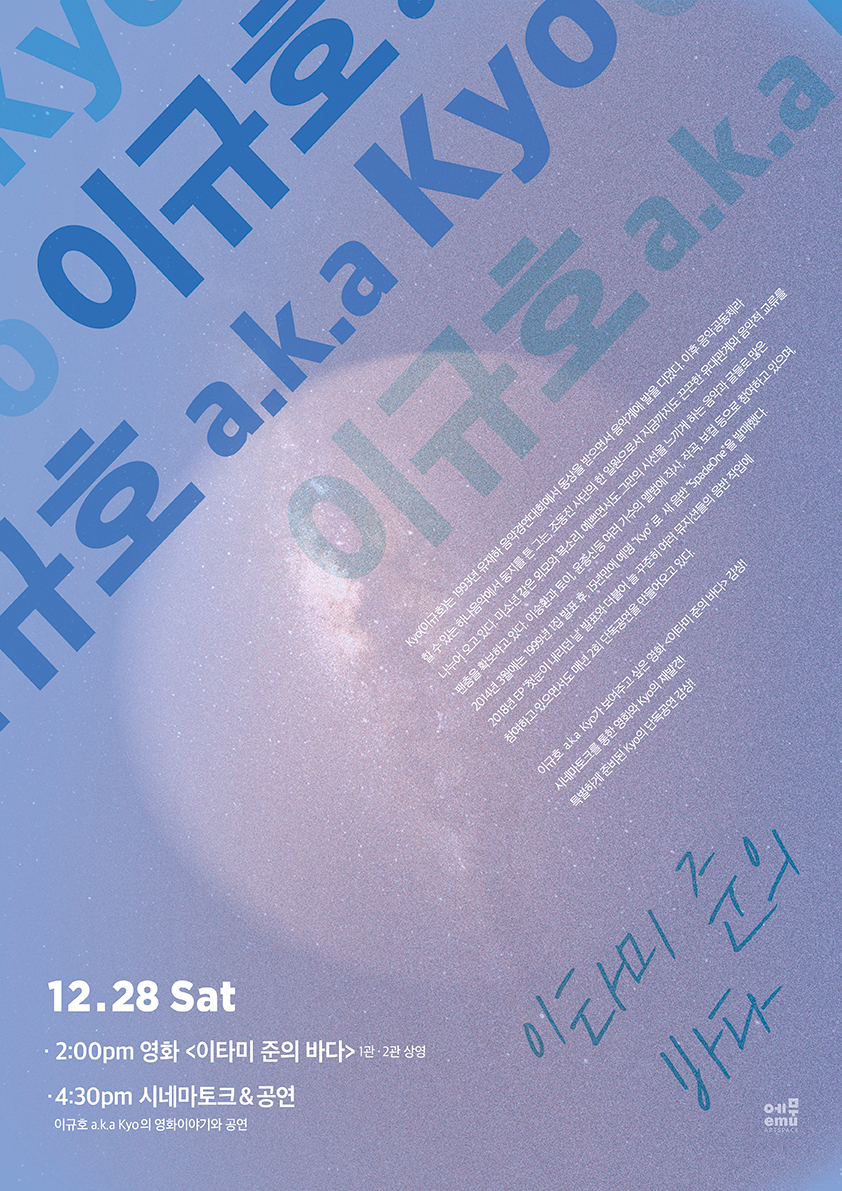 Kyo
이규호
a.k.a Kyo
이규호 a.k.a
규호 a.k.a Kyo
Kyo(이규호)는 1993년 유재하 음악경연대회에서 동상을 받으면서 음악계에 발을 디뎠다. 이후 음악공동체라
할 수 있는 하나음악에서 둥지를 튼 그는, 조동진 사단의 한 일원으로서 지금까지도 끈끈한 유대관계와 음악적 교류를
나누어 오고 있다. 미소년 같은 외모와 목소리, 예쁘면서도 그만의 시선을 느끼게 하는 음악과 글들로 많은
팬층을 확보하고 있다. 이승환과 토이, 윤종신 등 여러 가수의 앨범에 작사, 작곡, 보컬 등으로 참여하고 있으며,
2014년 3월에는 1999년 1집 발표 후, 15년만에 예명 "Kyo" 로 새 음반 "SpadeOne"을 발매했다.
2018년 EP '첫눈이 내리던 날' 발표와 더불어 늘 꾸준히 여러 뮤지션들의 음반 작업에
참여하고 있으면서도 매년 2회 단독공연을 만들어오고 있다.
이규호 a.k.a Kyo가 보여주고 싶은 영화 <이타미 준의 바다> 감상!
시네마토크를 통한 영화와 Kyo의 재발견!
특별하게 준비된 Kyo의 단독공연 감상!
이타미 준의
바다
12.28 Sat
· 2:00pm 영화 <이타미 준의 바다> 1관 · 2관 상영
· 4:30pm 시네마토크 & 공연
이규호 a.k.a Kyo의 영화이야기와 공연
에무
emu
ARTSPACE